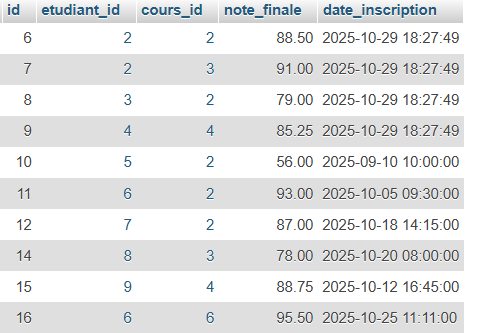 id etudiant_id cours_id note_finale date_inscription
6 2 2 88.50 2025-10-29 18:27:49
7 2 3 91.00 2025-10-29 18:27:49
8 3 2 79.00 2025-10-29 18:27:49
9 4 4 85.25 2025-10-29 18:27:49
10 5 2 56.00 2025-09-10 10:00:00
11 6 2 93.00 2025-10-05 09:30:00
12 7 2 87.00 2025-10-18 14:15:00
14 8 3 78.00 2025-10-20 08:00:00
15 9 4 88.75 2025-10-12 16:45:00
16 6 6 95.50 2025-10-25 11:11:00